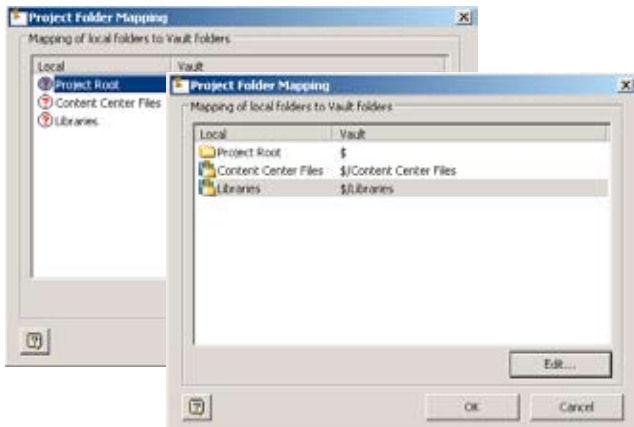 Project Folder Mapping
Mapping of local folders to Vault folders
Local Vault
Project Root
Content Center Files
Libraries
Project Folder Mapping
Mapping of local folders to Vault folders
Local Vault
Project Root $
Content Center Files $/Content Center Files
Libraries $/Libraries
Edit...
OK Cancel